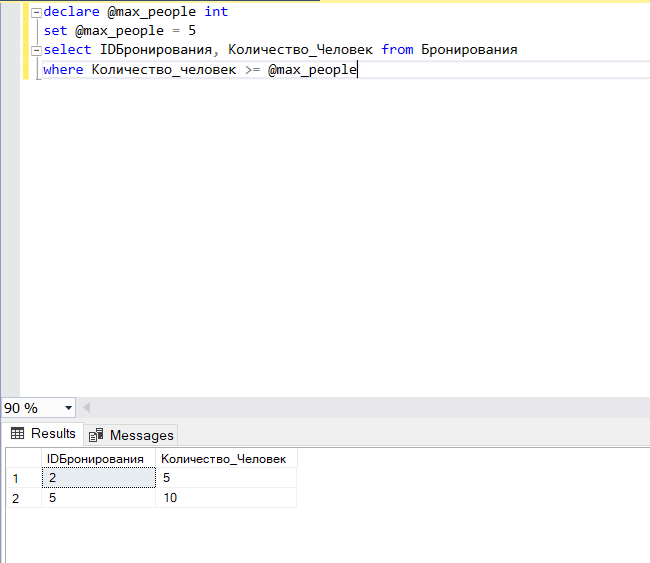 declare @max_people int
set @max_people = 5
select IDБронирования, Количество_Человек from Бронирования
where Количество_человек >= @max_people
90 %
Results Messages
IDБронирования Количество_Человек
1 2 5
2 5 10